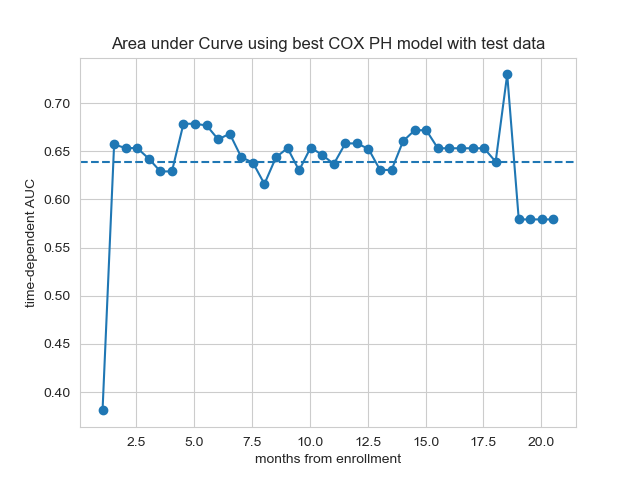 Area under Curve using best COX PH model with test data
time-dependent AUC
0.70
0.65
0.60
0.55
0.50
0.45
0.40
2.5 5.0 7.5 10.0 12.5 15.0 17.5 20.0
months from enrollment